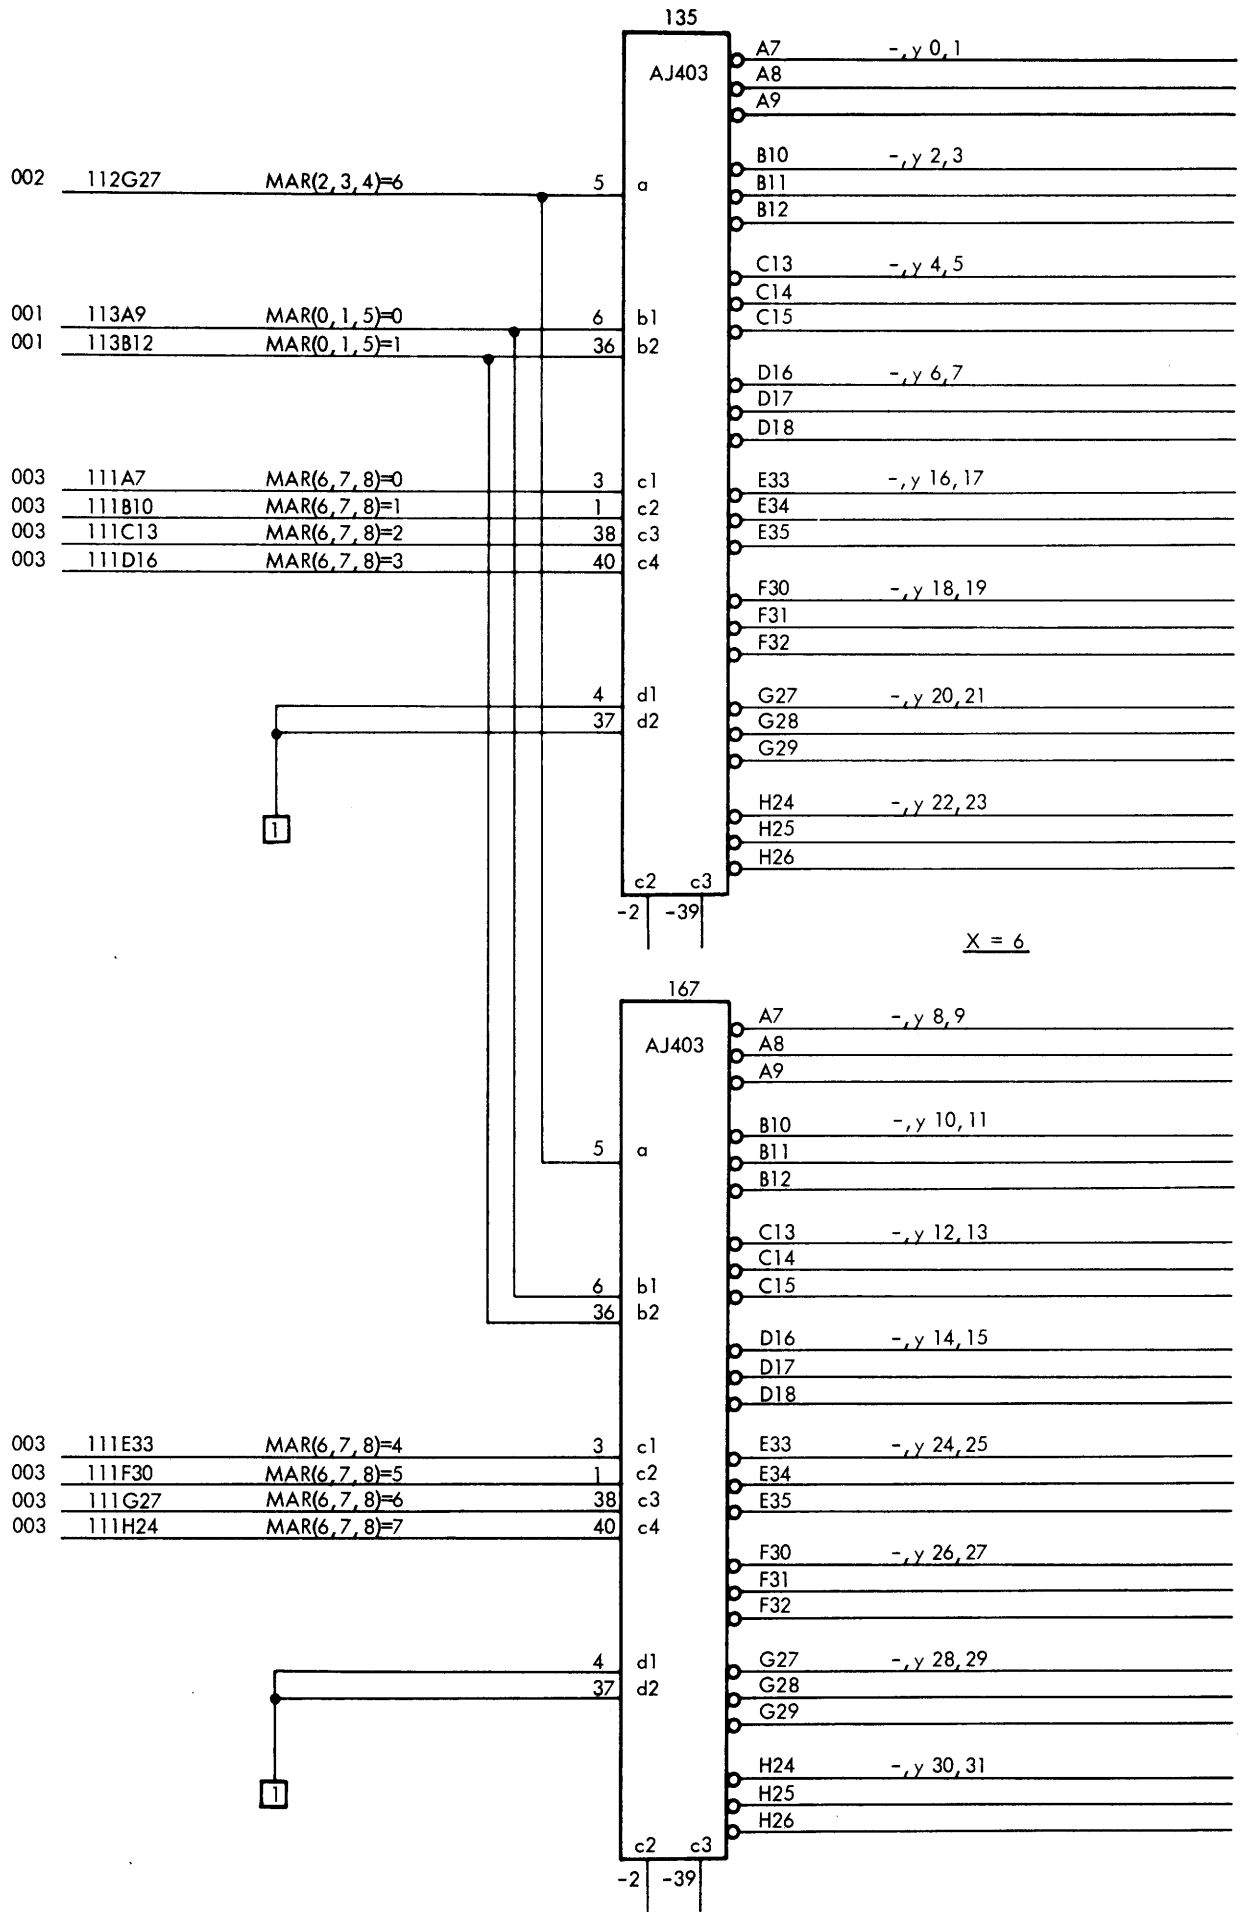 135
AJ403
A7 -, y 0, 1
A8
A9
B10 -, y 2, 3
B11
B12
002 112G27 MAR(2, 3, 4)=6 5 a
C13 -, y 4, 5
C14
C15
001 113A9 MAR(0, 1, 5)=0 6 b1
001 113B12 MAR(0, 1, 5)=1 36 b2
D16 -, y 6, 7
D17
D18
003 111A7 MAR(6, 7, 8)=0 3 c1
003 111B10 MAR(6, 7, 8)=1 1 c2
003 111C13 MAR(6, 7, 8)=2 38 c3
003 111D16 MAR(6, 7, 8)=3 40 c4
E33 -, y 16, 17
E34
E35
F30 -, y 18, 19
F31
F32
4 d1
37 d2
1
G27 -, y 20, 21
G28
G29
H24 -, y 22, 23
H25
H26
c2 c3
-2 -39
X = 6
167
AJ403
A7 -, y 8, 9
A8
A9
B10 -, y 10, 11
B11
B12
5 a
C13 -, y 12, 13
C14
C15
6 b1
36 b2
D16 -, y 14, 15
D17
D18
003 111E33 MAR(6, 7, 8)=4 3 c1
003 111F30 MAR(6, 7, 8)=5 1 c2
003 111G27 MAR(6, 7, 8)=6 38 c3
003 111H24 MAR(6, 7, 8)=7 40 c4
E33 -, y 24, 25
E34
E35
F30 -, y 26, 27
F31
F32
4 d1
37 d2
1
G27 -, y 28, 29
G28
G29
H24 -, y 30, 31
H25
H26
c2 c3
-2 -39